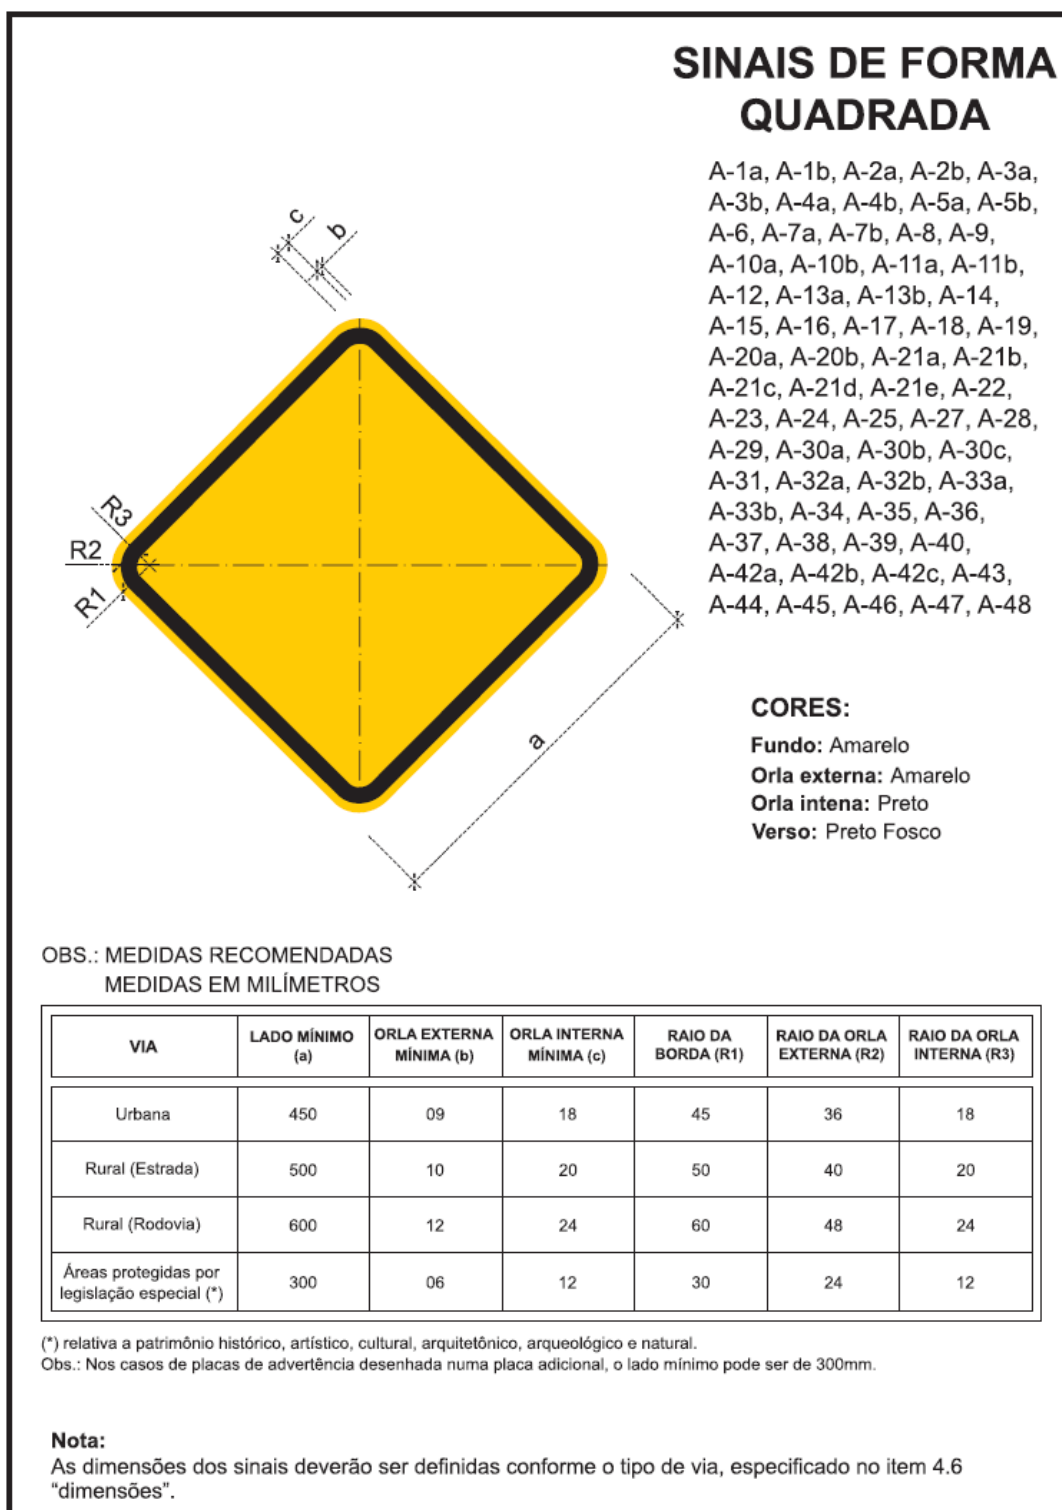 SINAIS DE FORMA
QUADRADA
A-1a, A-1b, A-2a, A-2b, A-3a,
A-3b, A-4a, A-4b, A-5a, A-5b,
A-6, A-7a, A-7b, A-8, A-9,
A-10a, A-10b, A-11a, A-11b,
A-12, A-13a, A-13b, A-14,
A-15, A-16, A-17, A-18, A-19,
A-20a, A-20b, A-21a, A-21b,
A-21c, A-21d, A-21e, A-22,
A-23, A-24, A-25, A-27, A-28,
A-29, A-30a, A-30b, A-30c,
A-31, A-32a, A-32b, A-33a,
A-33b, A-34, A-35, A-36,
A-37, A-38, A-39, A-40,
A-42a, A-42b, A-42c, A-43,
A-44, A-45, A-46, A-47, A-48
c
b
R3
R2
R1
a
CORES:
Fundo: Amarelo
Orla externa: Amarelo
Orla intena: Preto
Verso: Preto Fosco
OBS.: MEDIDAS RECOMENDADAS
MEDIDAS EM MILÍMETROS
VIA LADO MÍNIMO (a) ORLA EXTERNA MÍNIMA (b) ORLA INTERNA MÍNIMA (c) RAIO DA BORDA (R1) RAIO DA ORLA EXTERNA (R2) RAIO DA ORLA INTERNA (R3)
Urbana 450 09 18 45 36 18
Rural (Estrada) 500 10 20 50 40 20
Rural (Rodovia) 600 12 24 60 48 24
Áreas protegidas por legislação especial (*) 300 06 12 30 24 12
(*) relativa a patrimônio histórico, artístico, cultural, arquitetônico, arqueológico e natural.
Obs.: Nos casos de placas de advertência desenhada numa placa adicional, o lado mínimo pode ser de 300mm.
Nota:
As dimensões dos sinais deverão ser definidas conforme o tipo de via, especificado no item 4.6
"dimensões".